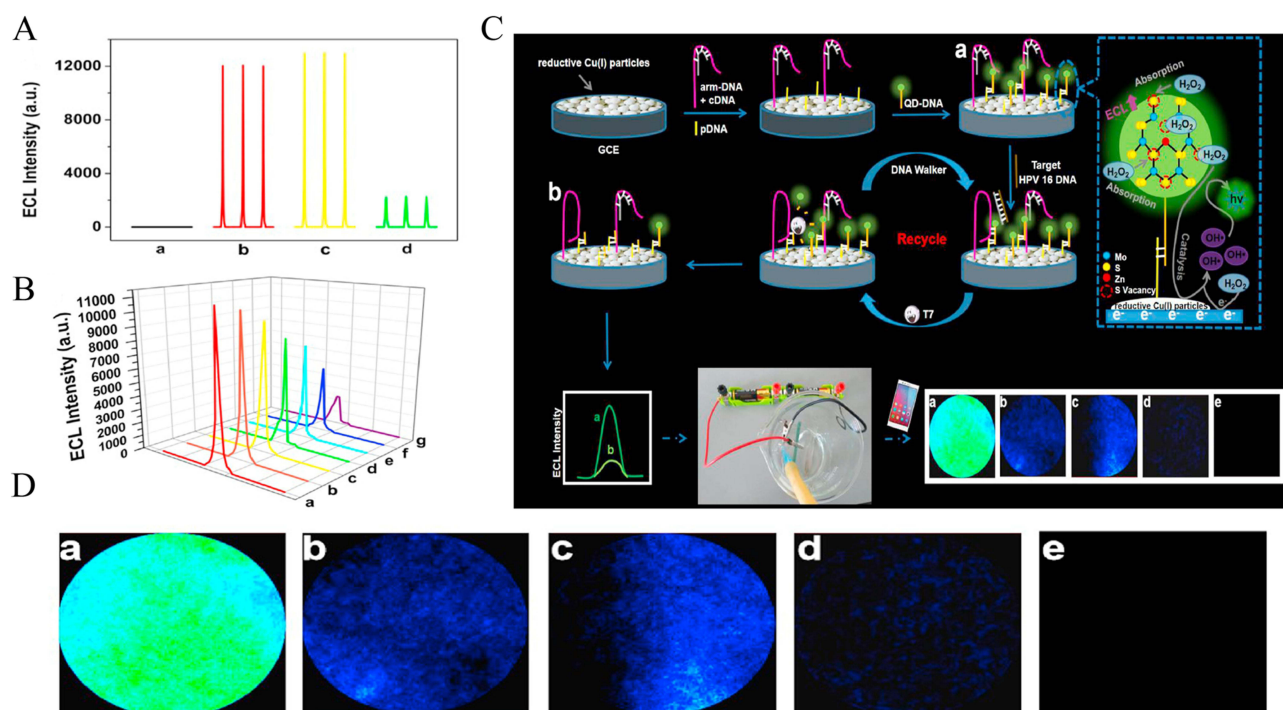 A
ECL Intensity (a.u.)
12000
8000
4000
0
a
b
c
d
B
ECL Intensity (a.u.)
11000
10000
9000
8000
7000
6000
5000
4000
3000
2000
1000
0
a
b
c
d
e
f
g
C
reductive Cu(I) particles
GCE
arm-DNA
+ cDNA
pDNA
QD-DNA
a
Target
HPV 16 DNA
DNA Walker
Recycle
T7
b
Absorption
ECL
H₂O₂
H₂O₂
H₂O₂
H₂O₂
Absorption
hv
Catalysis
OH•
OH•
OH•
H₂O₂
Mo
S
Zn
S Vacancy
e⁻
reductive Cu(I) particles
e⁻ e⁻ e⁻ e⁻ e⁻
ECL Intensity
a
b
a
b
c
d
e
D
a
b
c
d
e